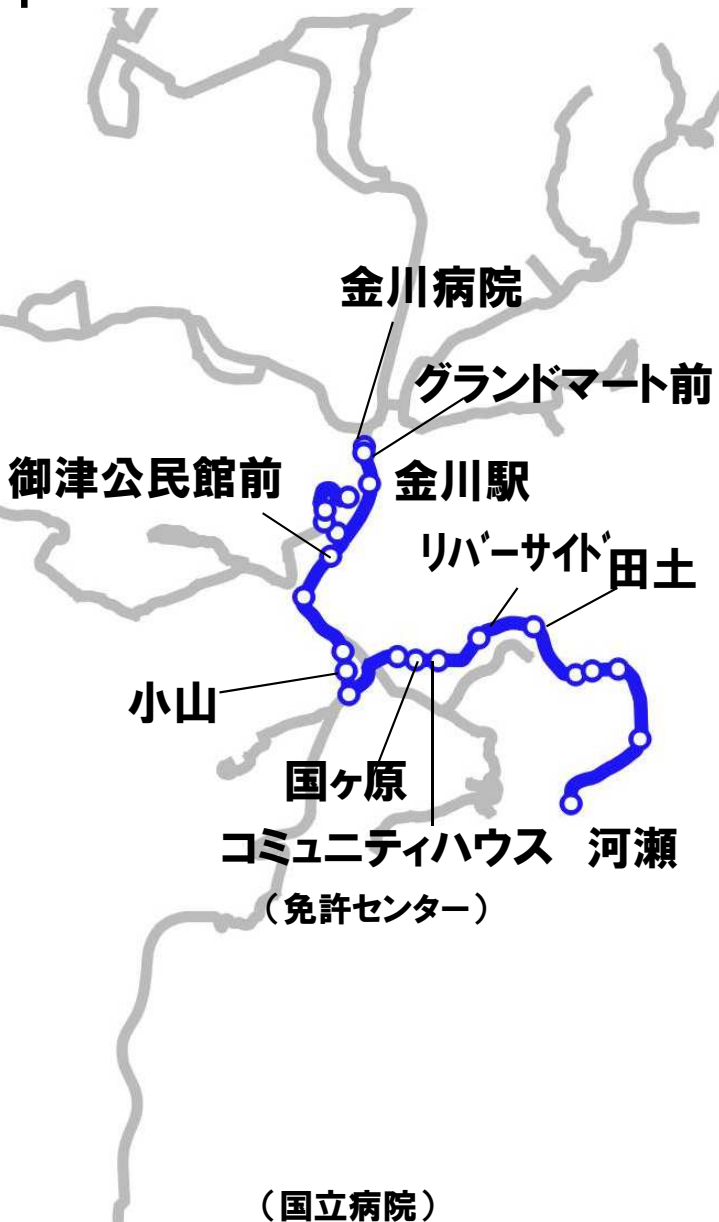 金川病院
グランドマート前
御津公民館前
金川駅
リバーサイド
田土
小山
国ヶ原
コミュニティハウス
河瀬
（免許センター）
（国立病院）